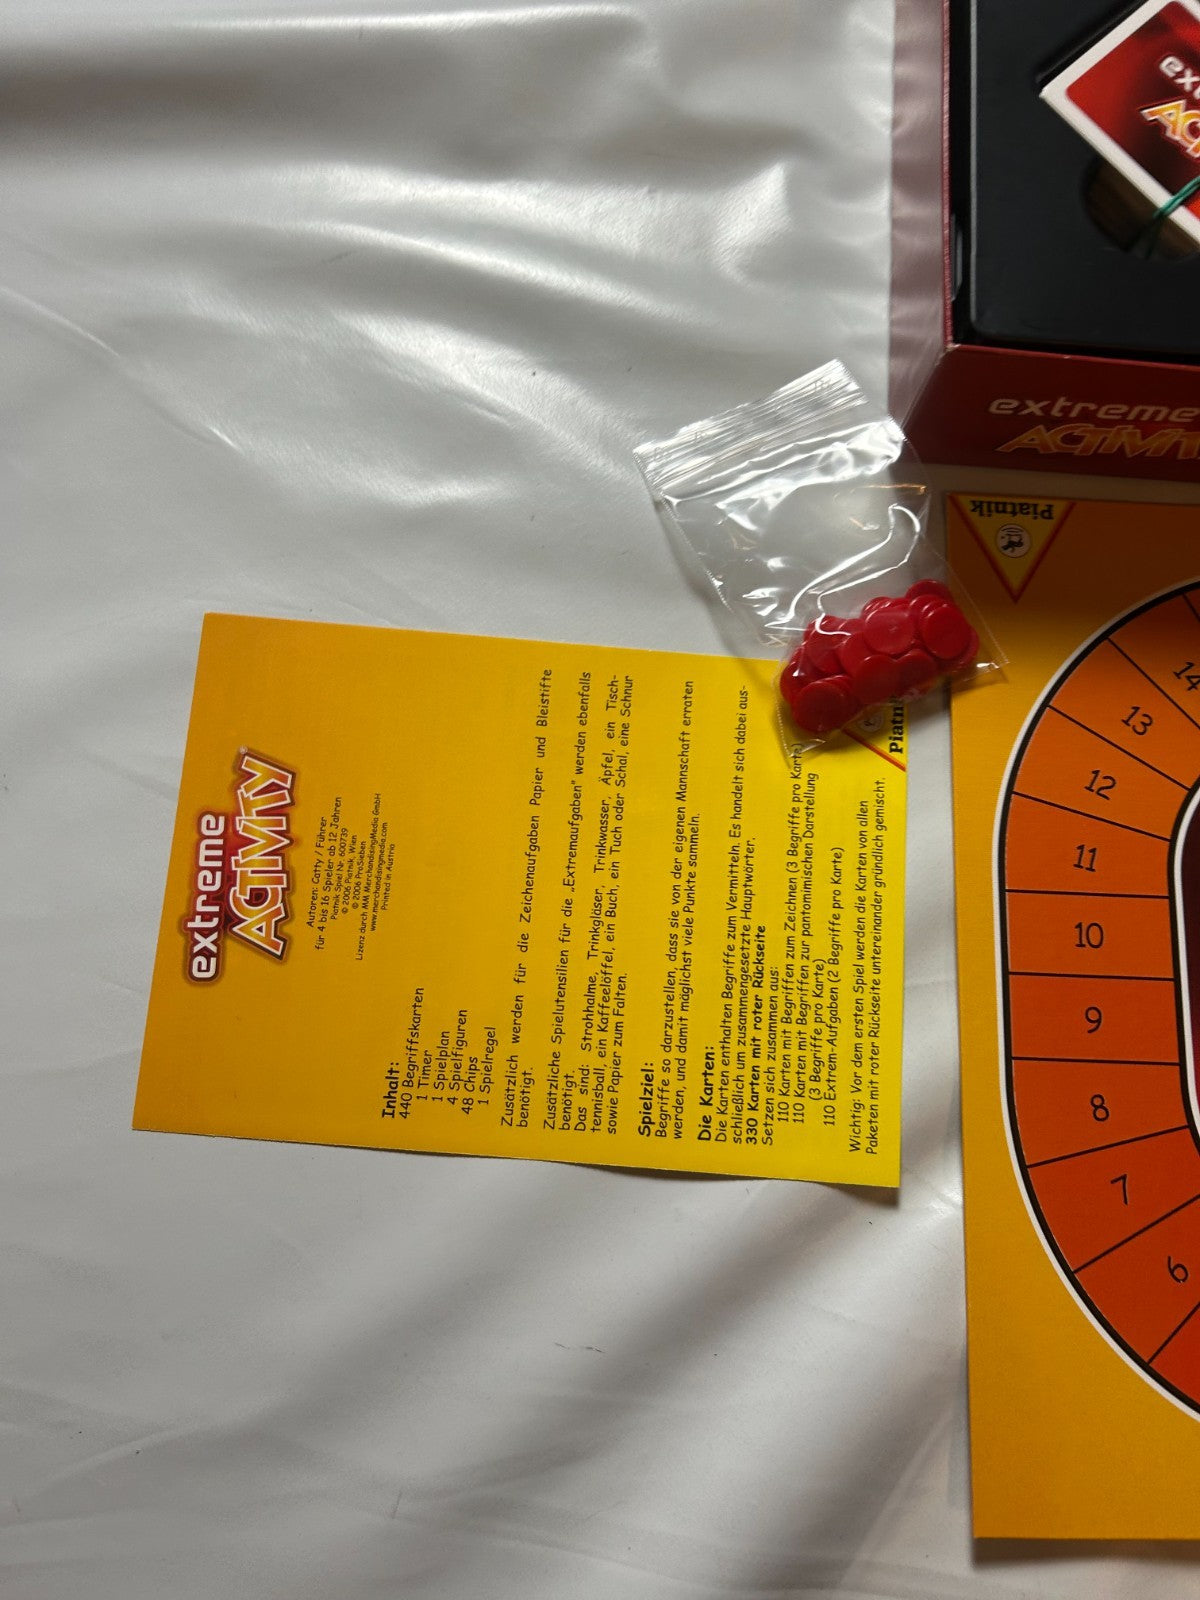 extreme
ACTIVITY
Autoren: Catty / Führer
für 4 bis 16 Spieler ab 12 Jahren
Piatnik Spiel Nr. 600739
© 2006 Piatnik, Wien
© 2006 ProSieben
Lizenz durch MM MerchandisingMedia GmbH
www.merchandisingmedia.com
Printed in Austria
Inhalt:
440 Begriffskarten
1 Timer
1 Spielplan
4 Spielfiguren
48 Chips
1 Spielregel
Zusätzlich werden für die Zeichenaufgaben Papier und Bleistifte
benötigt.
Zusätzliche Spielutensilien für die „Extremaufgaben" werden ebenfalls
benötigt.
Das sind: Strohhalme, Trinkgläser, Trinkwasser, Äpfel, ein Tisch-
tennisball, ein Kaffeelöffel, ein Buch, ein Tuch oder Schal, eine Schnur
sowie Papier zum Falten.
Spielziel:
Begriffe so darzustellen, dass sie von der eigenen Mannschaft erraten
werden, und damit möglichst viele Punkte sammeln.
Die Karten:
Die Karten enthalten Begriffe zum Vermitteln. Es handelt sich dabei aus-
schließlich um zusammengesetzte Hauptwörter.
330 Karten mit roter Rückseite
Setzen sich zusammen aus:
110 Karten mit Begriffen zum Zeichnen (3 Begriffe pro Karte)
110 Karten mit Begriffen zur pantomimischen Darstellung
(3 Begriffe pro Karte)
110 Extrem-Aufgaben (2 Begriffe pro Karte)
Wichtig: Vor dem ersten Spiel werden die Karten von allen
Paketen mit roter Rückseite untereinander gründlich gemischt.
extreme
Piatnik
14
13
12
11
10
9
8
7
6